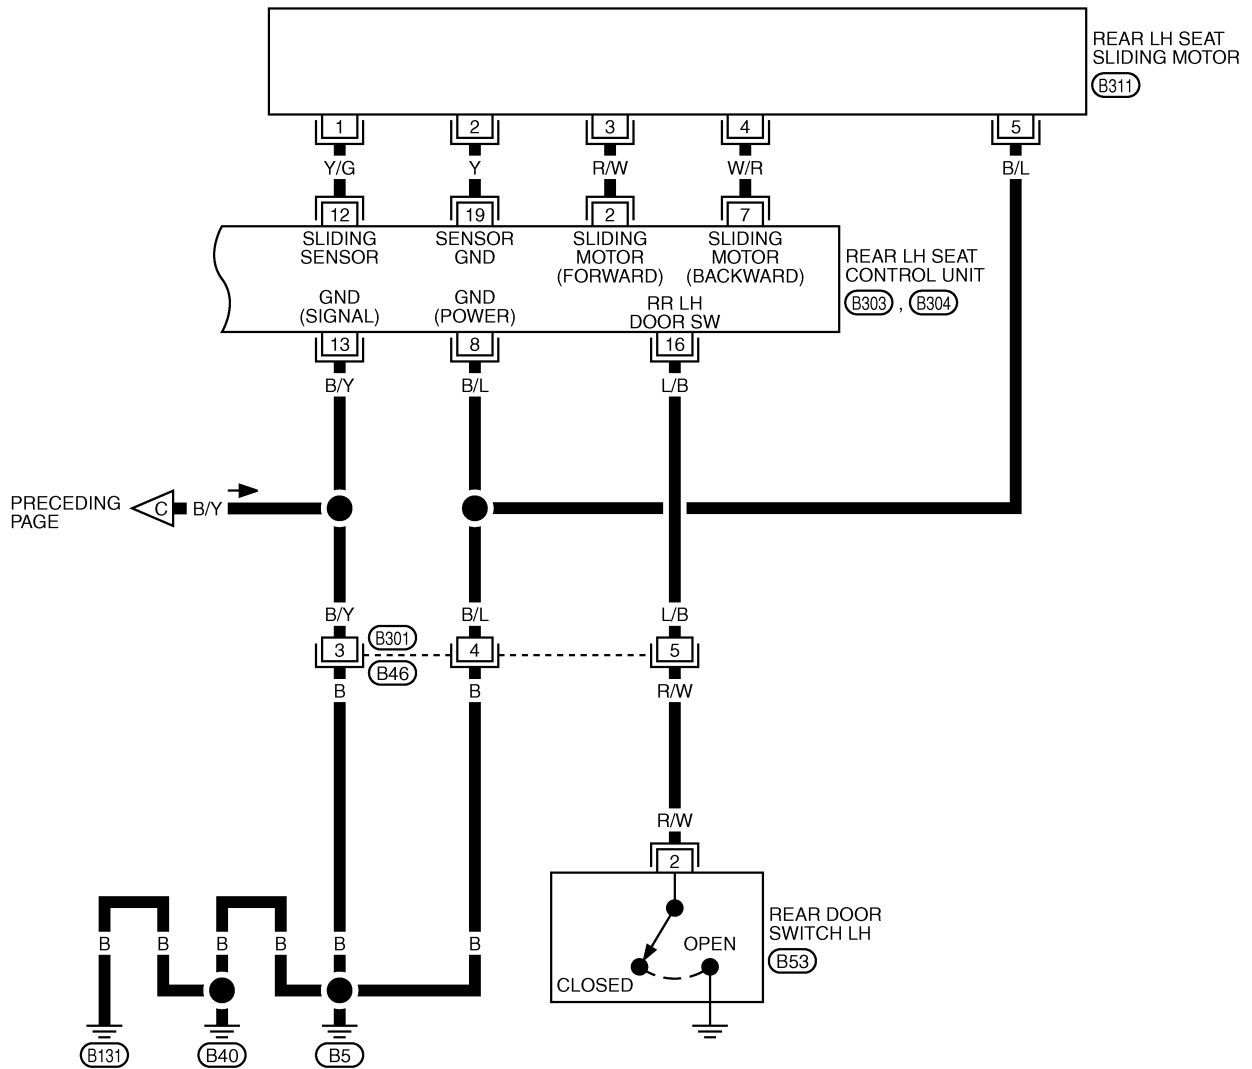 REAR LH SEAT
SLIDING MOTOR
B311
1 2 3 4 5
Y/G Y R/W W/R B/L
12 19 2 7
SLIDING
SENSOR
SENSOR
GND
SLIDING
MOTOR
(FORWARD)
SLIDING
MOTOR
(BACKWARD)
REAR LH SEAT
CONTROL UNIT
B303 , B304
GND
(SIGNAL)
GND
(POWER)
RR LH
DOOR SW
13 8 16
B/Y B/L L/B
PRECEDING
PAGE
C B/Y
B/Y B/L L/B
B301
3 4 5
B46
B B R/W
R/W
2
REAR DOOR
SWITCH LH
B53
OPEN
CLOSED
B B B B B B
B131 B40 B5